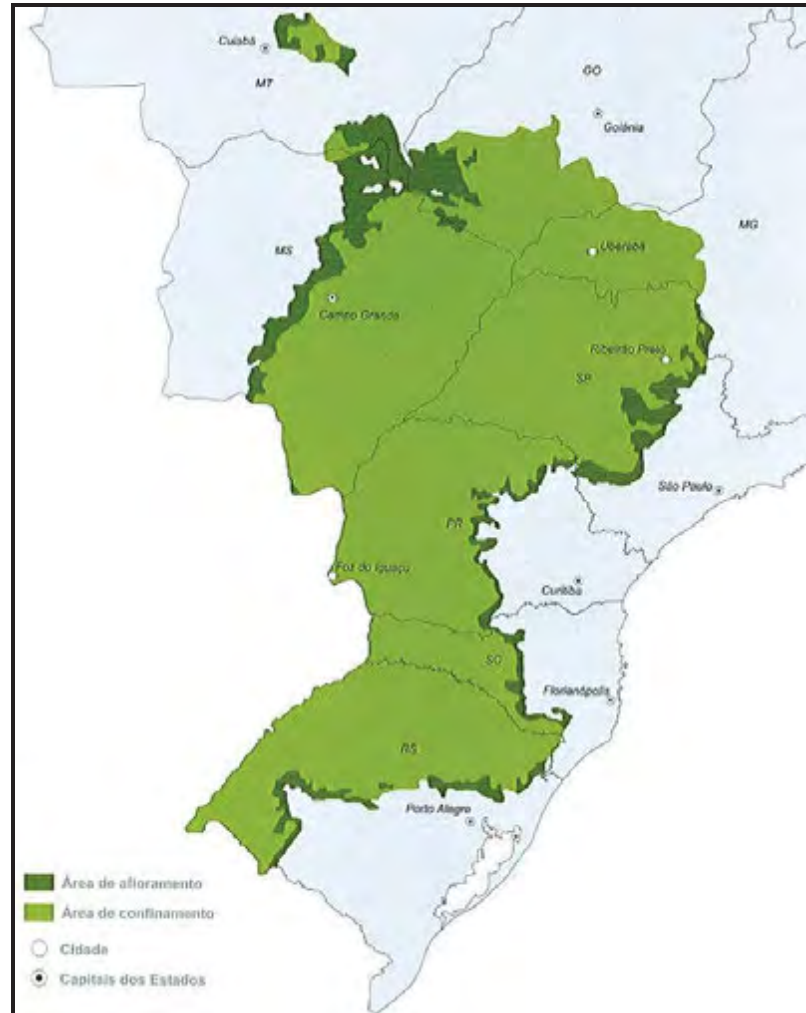 Cuiabá
MT
GO
Goiânia
MG
MS
Uberaba
Campo Grande
Ribeirão Preto
SP
São Paulo
PR
Foz do Iguaçu
Curitiba
SC
Florianópolis
RS
Porto Alegre
Área de afloramento
Área de confinamento
Cidade
Capitais dos Estados